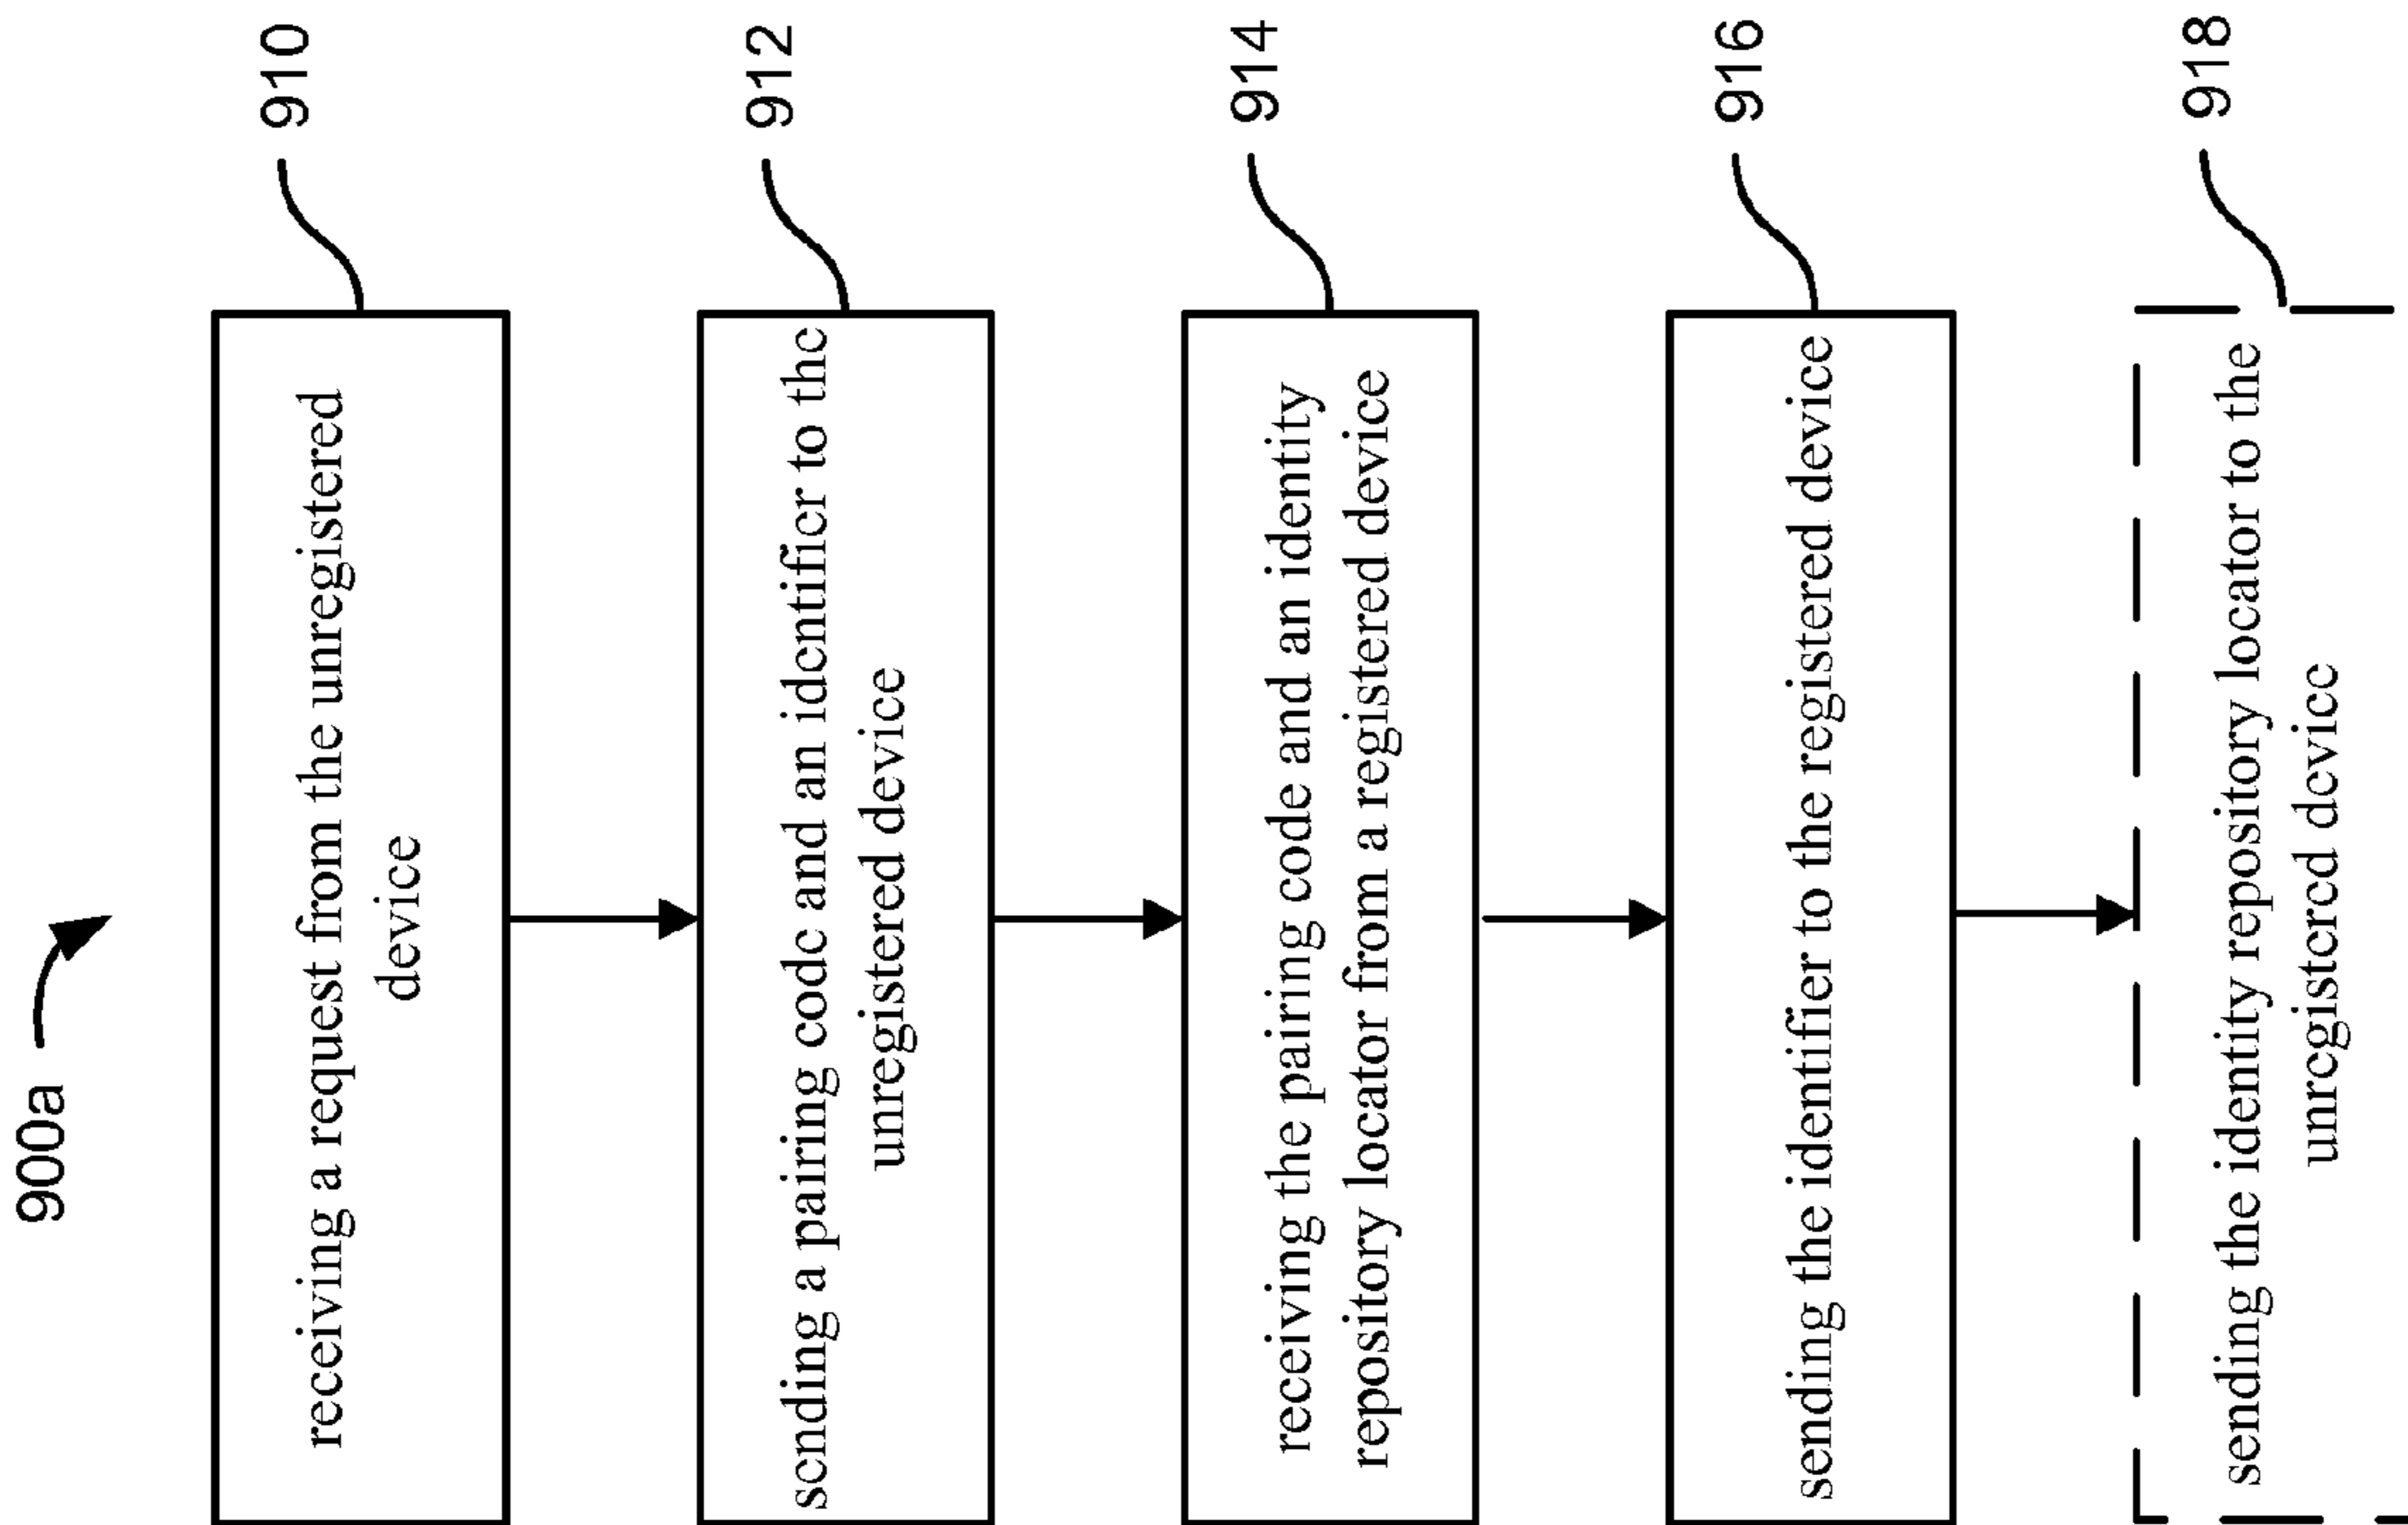 900a
receiving a request from the unregistered
device
910
sending a pairing code and an identifier to the
unregistered device
912
receiving the pairing code and an identity
repository locator from a registered device
914
sending the identifier to the registered device
916
sending the identity repository locator to the
unregistered device
918